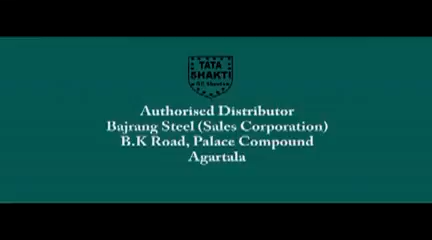 TATA
SHAKTI
Authorised Distributor
Bajrang Steel (Sales Corporation)
B.K Road, Palace Compound
Agartala